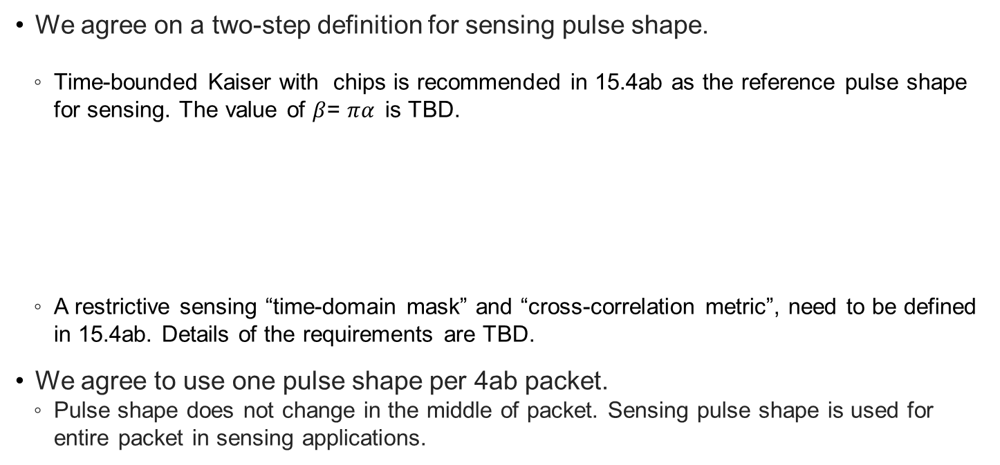 • We agree on a two-step definition for sensing pulse shape.
◦ Time-bounded Kaiser with chips is recommended in 15.4ab as the reference pulse shape
for sensing. The value of 𝛽= 𝜋𝛼 is TBD.
◦ A restrictive sensing “time-domain mask” and “cross-correlation metric”, need to be defined
in 15.4ab. Details of the requirements are TBD.
• We agree to use one pulse shape per 4ab packet.
◦ Pulse shape does not change in the middle of packet. Sensing pulse shape is used for
entire packet in sensing applications.